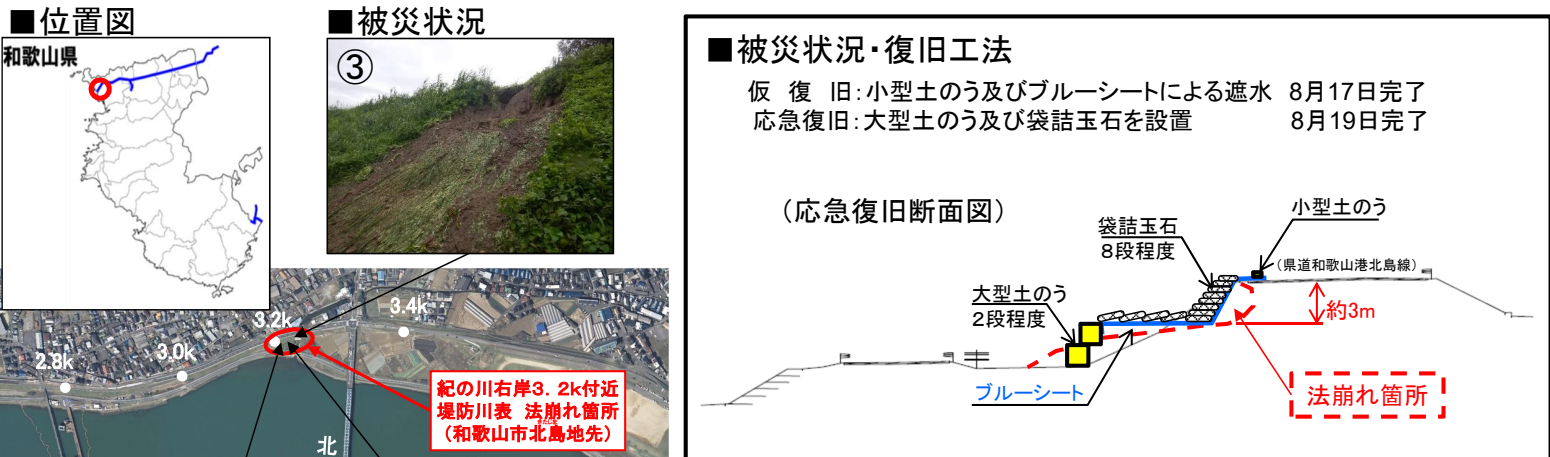 ■位置図
和歌山県
■被災状況
③
2.8k
3.0k
3.2k
3.4k
紀の川右岸3．2k付近
堤防川表 法崩れ箇所
（和歌山市北島地先）
北
■被災状況・復旧工法
仮 復 旧：小型土のう及びブルーシートによる遮水 8月17日完了
応急復旧：大型土のう及び袋詰玉石を設置 8月19日完了
（応急復旧断面図）
小型土のう
袋詰玉石
8段程度
（県道和歌山港北島線）
大型土のう
2段程度
約3m
ブルーシート
法崩れ箇所